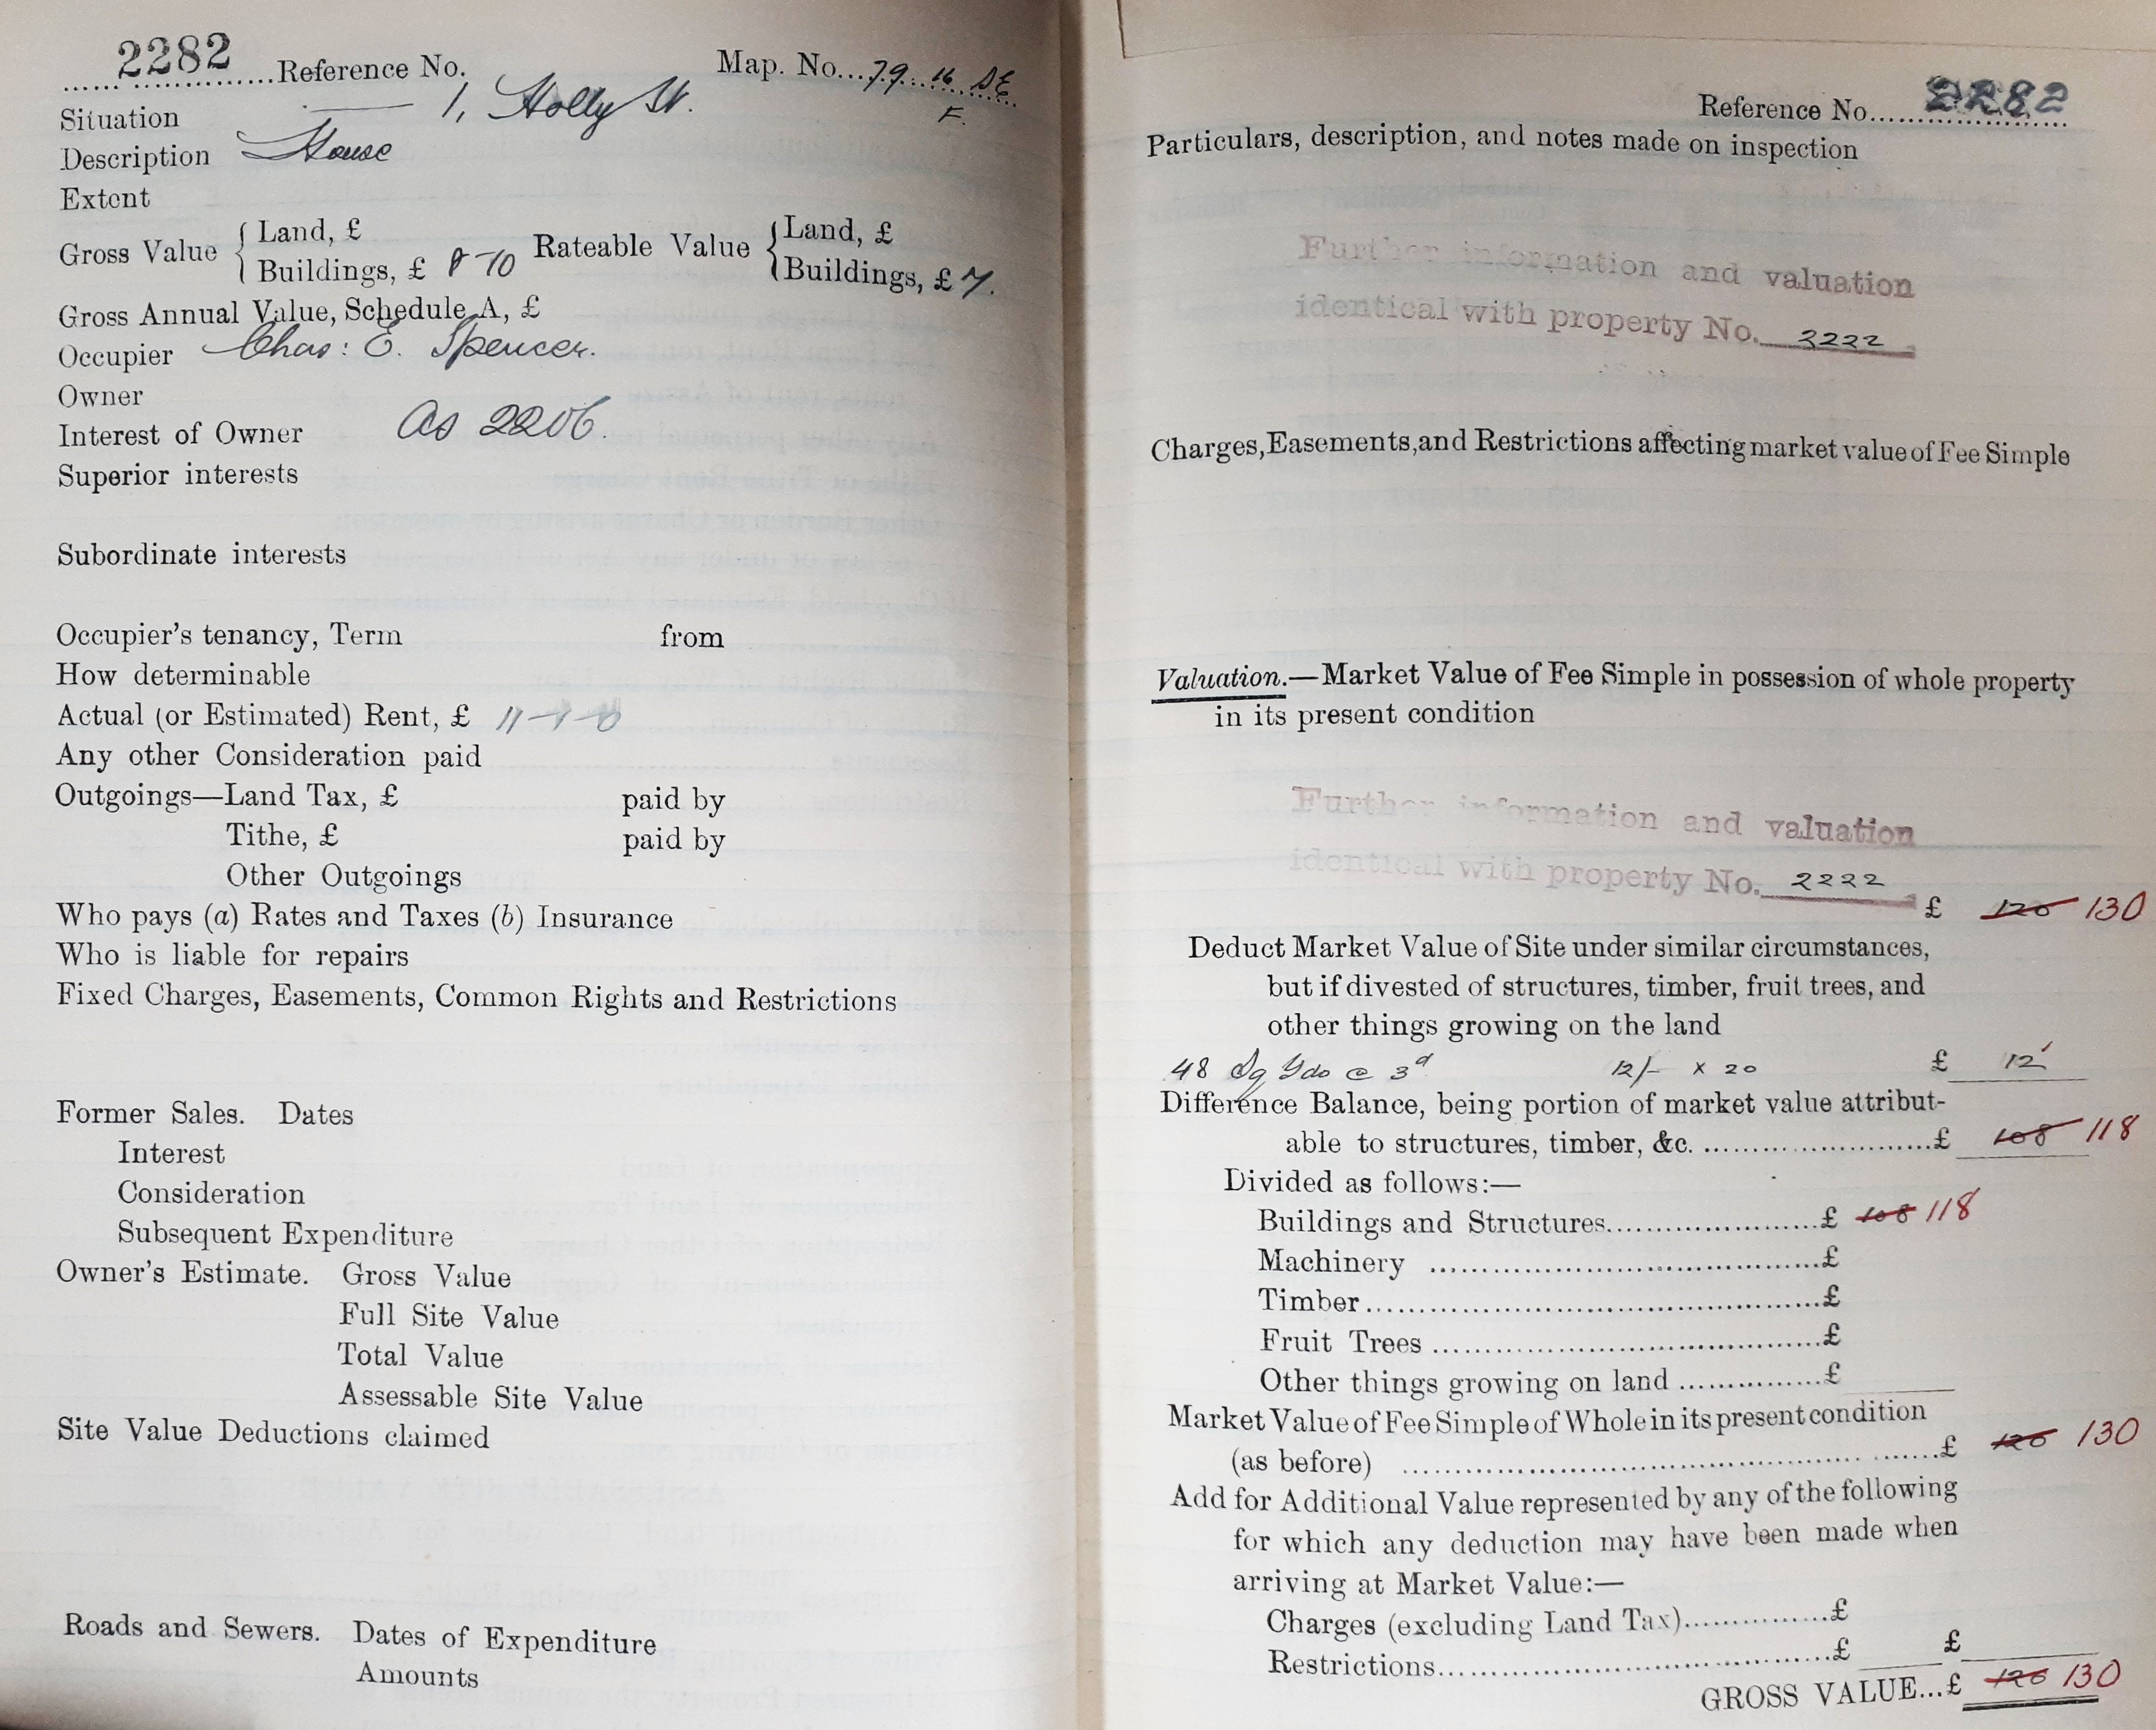 2282 Reference No. Map. No. 79. 16 SE
F.
Situation 1, Holly St.
Description House
Extent
Gross Value { Land, £ Rateable Value { Land, £
Buildings, £ 8 10 Buildings, £ 7.
Gross Annual Value, Schedule A, £
Occupier Chas: E. Spencer.
Owner
Interest of Owner As 2206.
Superior interests
Subordinate interests
Occupier's tenancy, Term from
How determinable
Actual (or Estimated) Rent, £ 11-1-0
Any other Consideration paid
Outgoings—Land Tax, £ paid by
Tithe, £ paid by
Other Outgoings
Who pays (a) Rates and Taxes (b) Insurance
Who is liable for repairs
Fixed Charges, Easements, Common Rights and Restrictions
Former Sales. Dates
Interest
Consideration
Subsequent Expenditure
Owner's Estimate. Gross Value
Full Site Value
Total Value
Assessable Site Value
Site Value Deductions claimed
Roads and Sewers. Dates of Expenditure
Amounts
Reference No. 2282
Particulars, description, and notes made on inspection
Further information and valuation
identical with property No. 2222
Charges, Easements, and Restrictions affecting market value of Fee Simple
Valuation.—Market Value of Fee Simple in possession of whole property
in its present condition
Further information and valuation
identical with property No. 2222
£ 120 130
Deduct Market Value of Site under similar circumstances,
but if divested of structures, timber, fruit trees, and
other things growing on the land
48 Sq Yds @ 3d 12/- x 20 £ 12
Difference Balance, being portion of market value attribut-
able to structures, timber, &c. £ 108 118
Divided as follows:—
Buildings and Structures £ 108 118
Machinery £
Timber £
Fruit Trees £
Other things growing on land £
Market Value of Fee Simple of Whole in its present condition
(as before) £ 120 130
Add for Additional Value represented by any of the following
for which any deduction may have been made when
arriving at Market Value:—
Charges (excluding Land Tax) £
Restrictions £ £
GROSS VALUE...£ 120 130